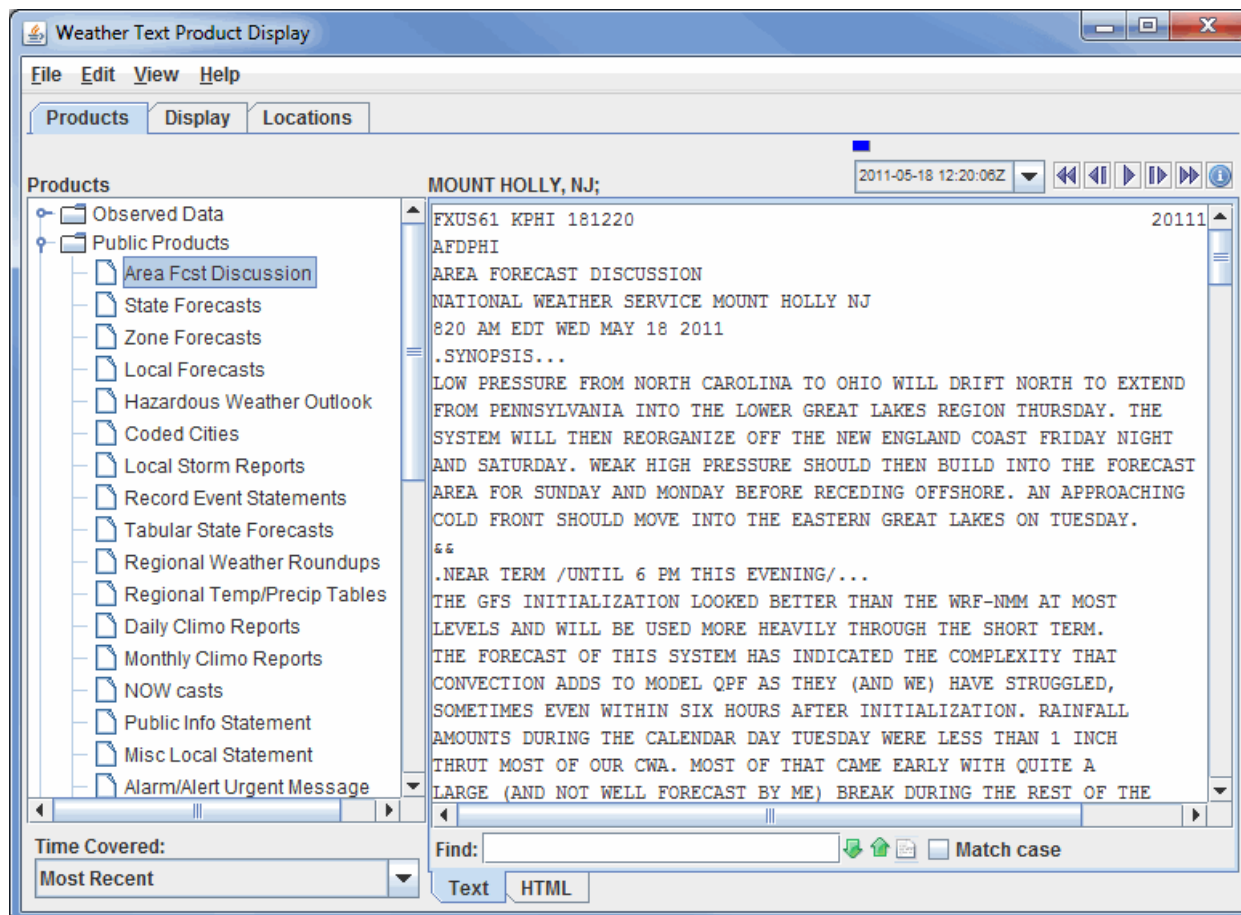 Weather Text Product Display
File Edit View Help
Products Display Locations
2011-05-18 12:20:06Z
Products
Observed Data
Public Products
Area Fcst Discussion
State Forecasts
Zone Forecasts
Local Forecasts
Hazardous Weather Outlook
Coded Cities
Local Storm Reports
Record Event Statements
Tabular State Forecasts
Regional Weather Roundups
Regional Temp/Precip Tables
Daily Climo Reports
Monthly Climo Reports
NOW casts
Public Info Statement
Misc Local Statement
Alarm/Alert Urgent Message
Time Covered:
Most Recent
MOUNT HOLLY, NJ;
FXUS61 KPHI 181220 20111
AFDPHI
AREA FORECAST DISCUSSION
NATIONAL WEATHER SERVICE MOUNT HOLLY NJ
820 AM EDT WED MAY 18 2011
.SYNOPSIS...
LOW PRESSURE FROM NORTH CAROLINA TO OHIO WILL DRIFT NORTH TO EXTEND
FROM PENNSYLVANIA INTO THE LOWER GREAT LAKES REGION THURSDAY. THE
SYSTEM WILL THEN REORGANIZE OFF THE NEW ENGLAND COAST FRIDAY NIGHT
AND SATURDAY. WEAK HIGH PRESSURE SHOULD THEN BUILD INTO THE FORECAST
AREA FOR SUNDAY AND MONDAY BEFORE RECEDING OFFSHORE. AN APPROACHING
COLD FRONT SHOULD MOVE INTO THE EASTERN GREAT LAKES ON TUESDAY.
&&
.NEAR TERM /UNTIL 6 PM THIS EVENING/...
THE GFS INITIALIZATION LOOKED BETTER THAN THE WRF-NMM AT MOST
LEVELS AND WILL BE USED MORE HEAVILY THROUGH THE SHORT TERM.
THE FORECAST OF THIS SYSTEM HAS INDICATED THE COMPLEXITY THAT
CONVECTION ADDS TO MODEL QPF AS THEY (AND WE) HAVE STRUGGLED,
SOMETIMES EVEN WITHIN SIX HOURS AFTER INITIALIZATION. RAINFALL
AMOUNTS DURING THE CALENDAR DAY TUESDAY WERE LESS THAN 1 INCH
THRUT MOST OF OUR CWA. MOST OF THAT CAME EARLY WITH QUITE A
LARGE (AND NOT WELL FORECAST BY ME) BREAK DURING THE REST OF THE
Find: Match case
Text HTML